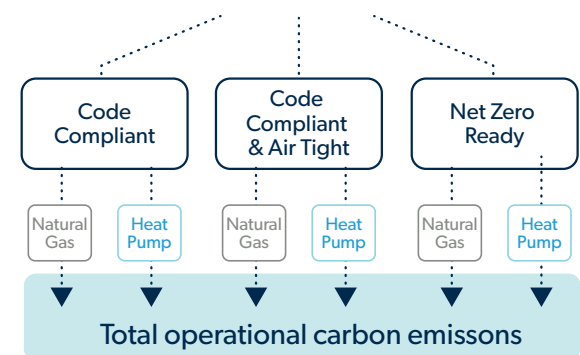 Code
Compliant
Code
Compliant
& Air Tight
Net Zero
Ready
Natural
Gas
Heat
Pump
Natural
Gas
Heat
Pump
Natural
Gas
Heat
Pump
Total operational carbon emissons